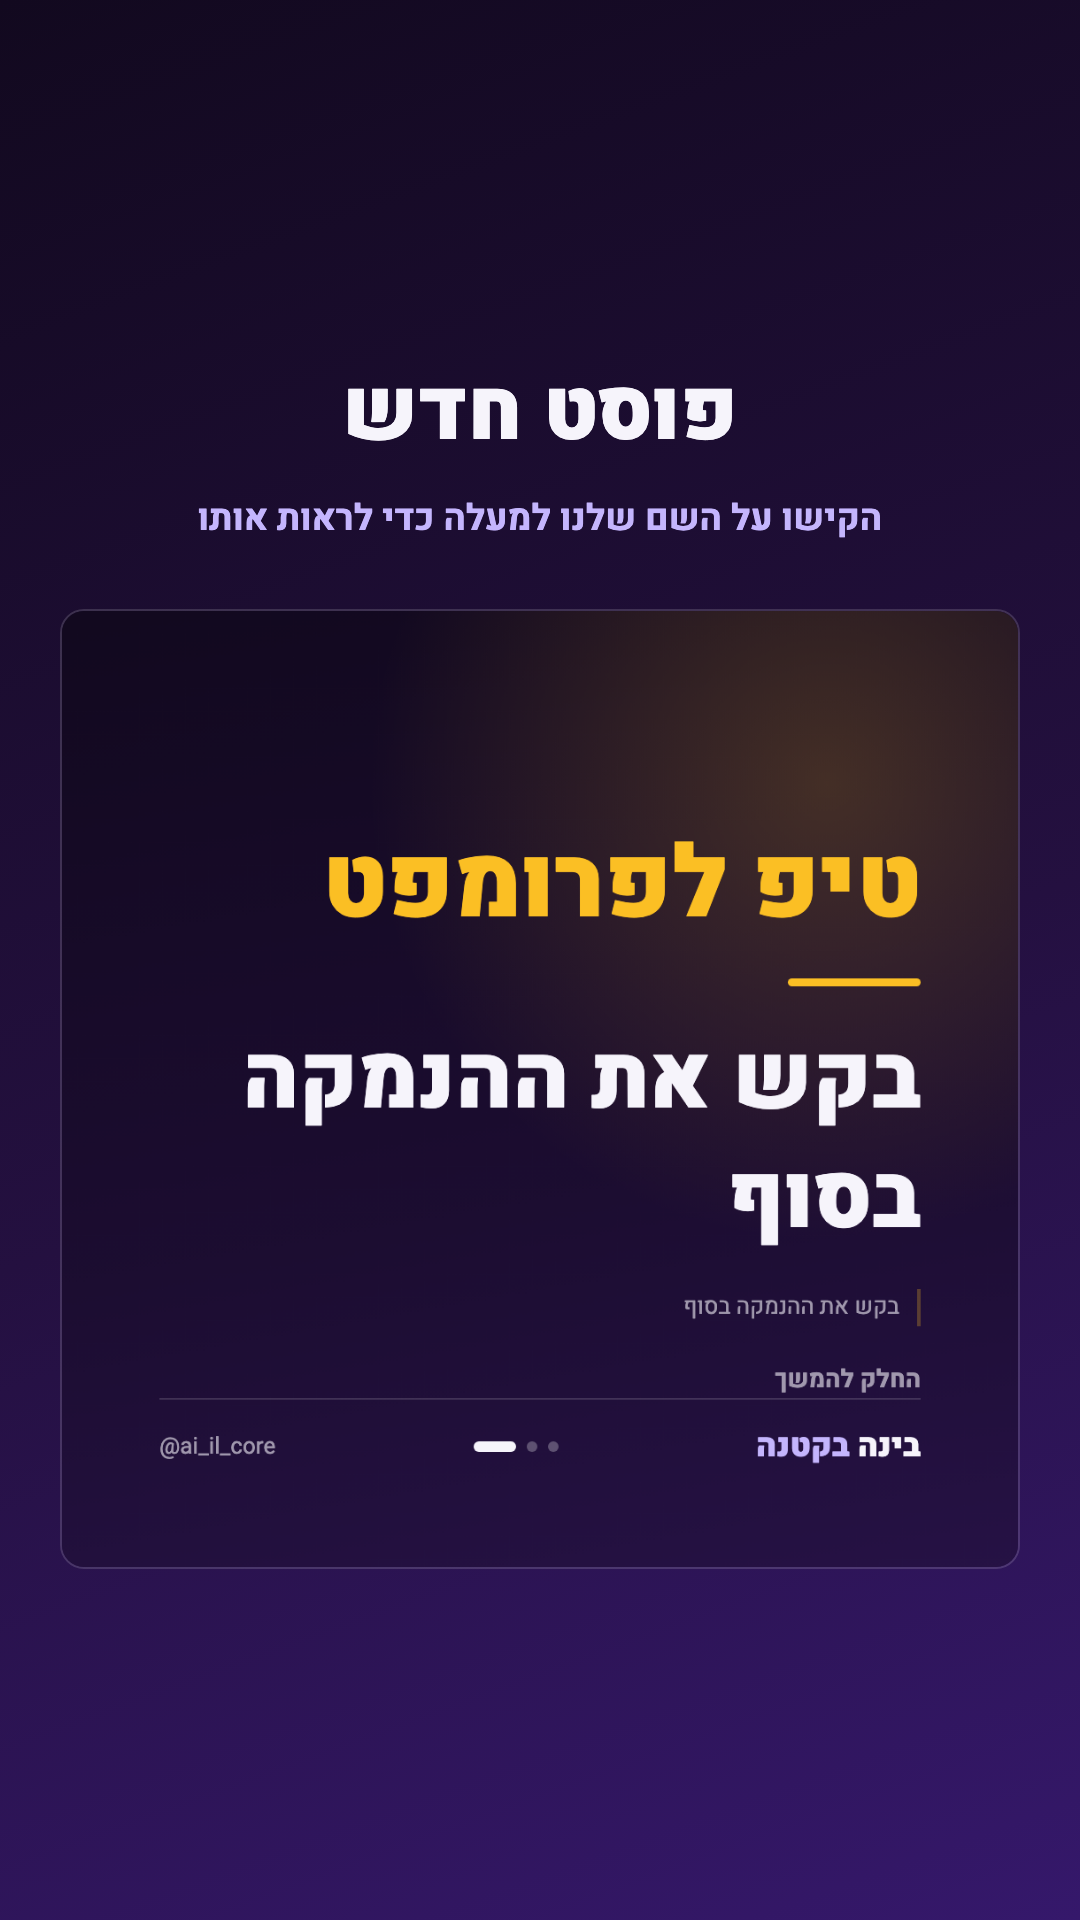 פוסט חדש
הקישו על השם שלנו למעלה כדי לראות אותו
טיפ לפרומפט
בקש את ההנמקה
בסוף
בקש את ההנמקה בסוף
החלק להמשך
בינה בקטנה
@ai_il_core